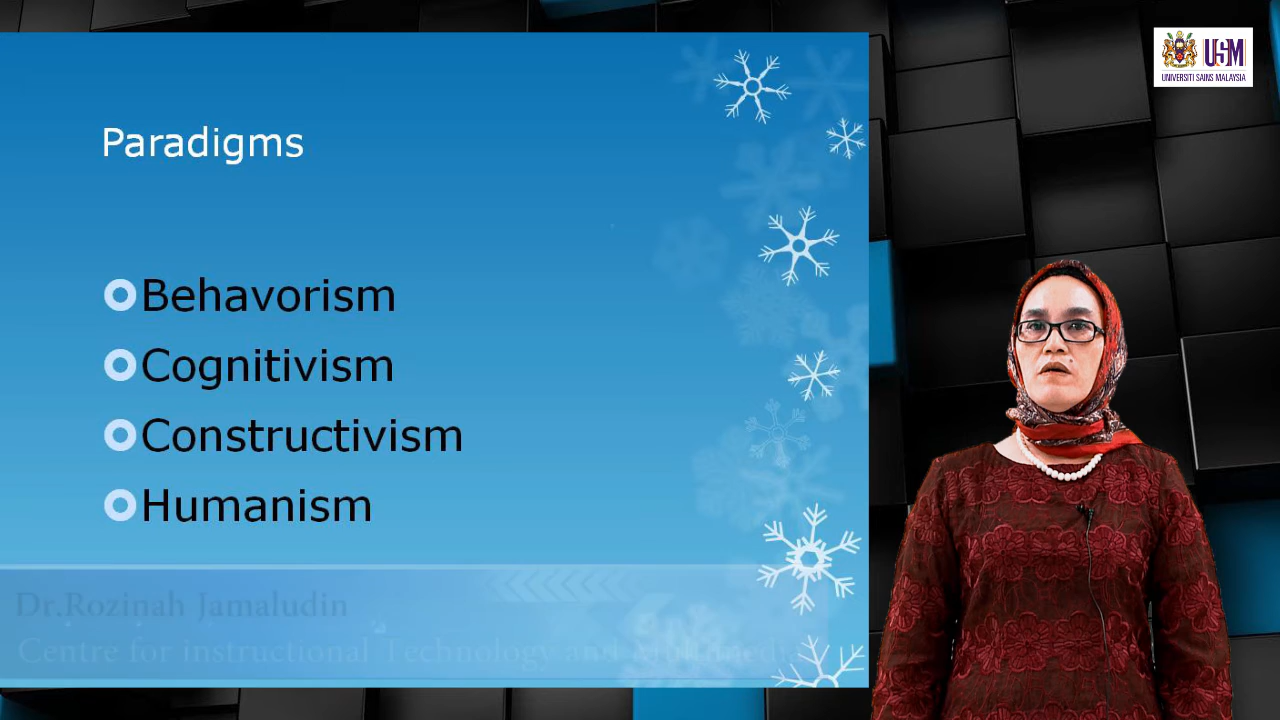 USM
UNIVERSITI SAINS MALAYSIA
Paradigms
Behavorism
Cognitivism
Constructivism
Humanism
Dr.Rozinah Jamaludin
Centre for instructional Technology and